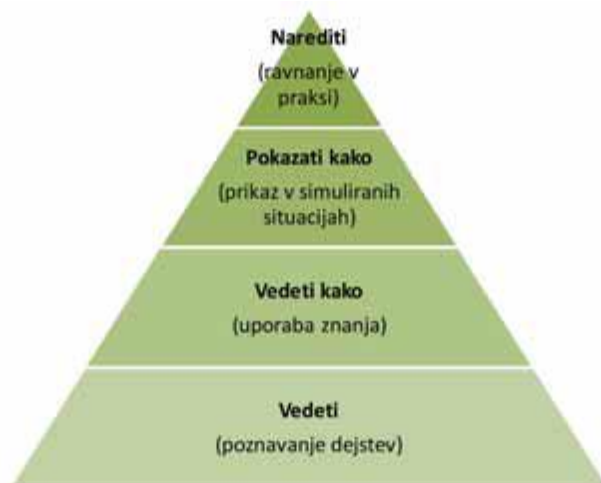 Narediti
(ravnanje v
praksi)
Pokazati kako
(prikaz v simuliranih
situacijah)
Vedeti kako
(uporaba znanja)
Vedeti
(poznavanje dejstev)